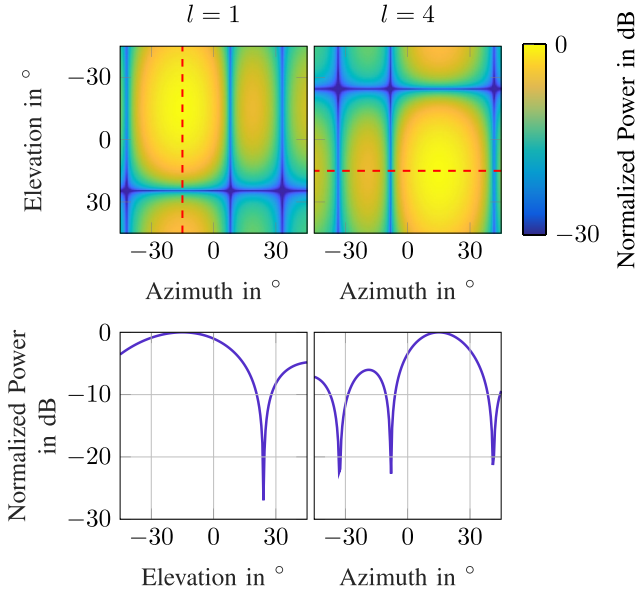 l = 1
l = 4
Elevation in °
−30
0
30
−30 0 30
−30 0 30
Azimuth in °
Azimuth in °
0
−30
Normalized Power in dB
Normalized Power
in dB
0
−10
−20
−30
−30 0 30
−30 0 30
Elevation in °
Azimuth in °